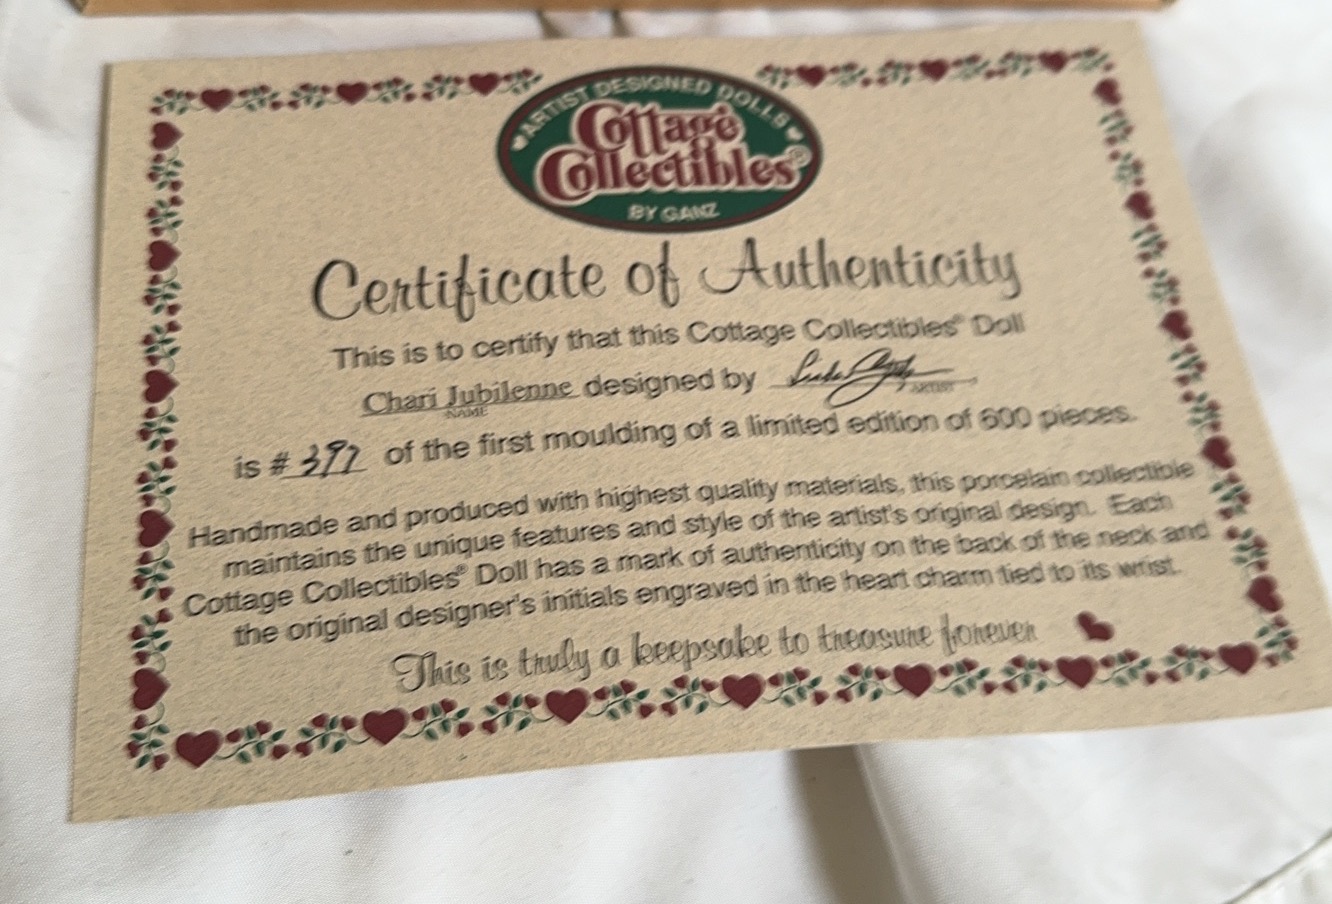 ARTIST DESIGNED DOLLS
Cottage
Collectibles®
BY GANZ
Certificate of Authenticity
This is to certify that this Cottage Collectibles® Doll
Chari Jubilenne designed by
NAME
ARTIST
is # 397 of the first moulding of a limited edition of 600 pieces.
Handmade and produced with highest quality materials, this porcelain collectible
maintains the unique features and style of the artist's original design. Each
Cottage Collectibles® Doll has a mark of authenticity on the back of the neck and
the original designer's initials engraved in the heart charm tied to its wrist.
This is truly a keepsake to treasure forever